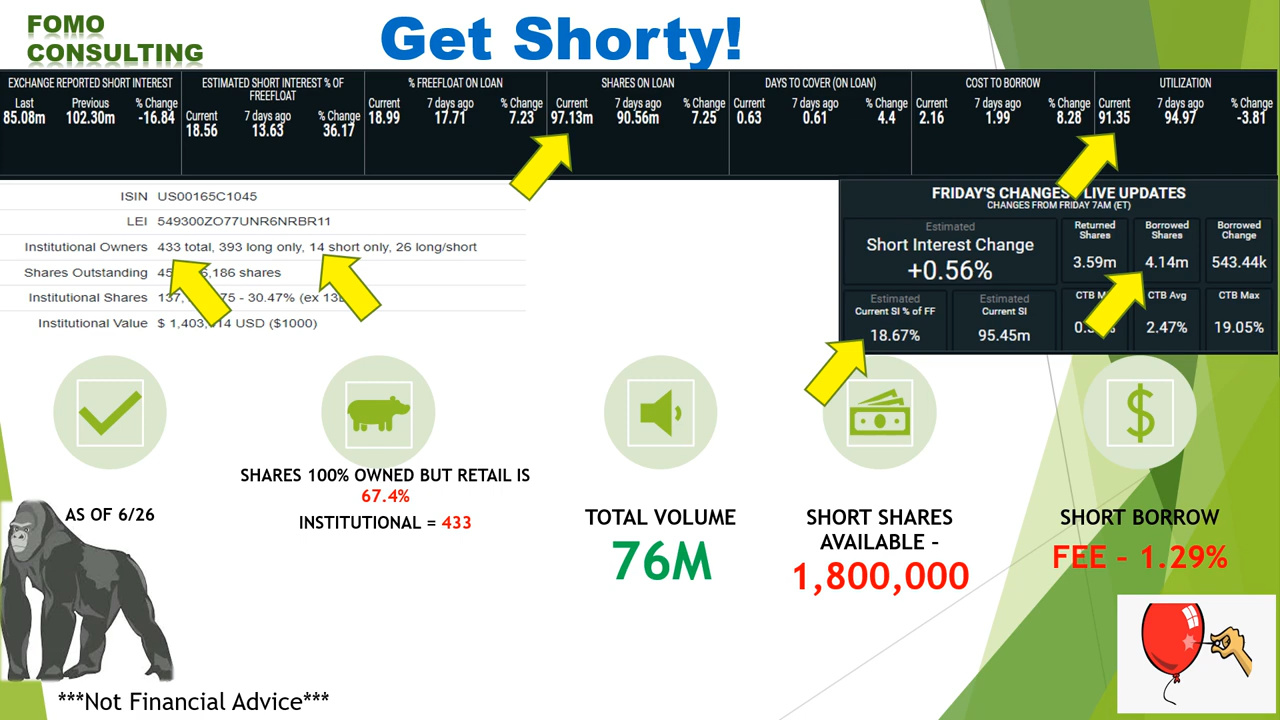 FOMO
CONSULTING
Get Shorty!
EXCHANGE REPORTED SHORT INTEREST
Last Previous % Change
85.08m 102.30m -16.84
ESTIMATED SHORT INTEREST % OF
FREEFLOAT
Current 7 days ago % Change
18.56 13.63 36.17
% FREEFLOAT ON LOAN
Current 7 days ago % Change
18.99 17.71 7.23
SHARES ON LOAN
Current 7 days ago % Change
97.13m 90.56m 7.25
DAYS TO COVER (ON LOAN)
Current 7 days ago % Change
0.63 0.61 4.4
COST TO BORROW
Current 7 days ago % Change
2.16 1.99 8.28
UTILIZATION
Current 7 days ago % Change
91.35 94.97 -3.81
ISIN US00165C1045
LEI 549300ZO77UNR6NRBR11
Institutional Owners 433 total, 393 long only, 14 short only, 26 long/short
Shares Outstanding shares
Institutional Shares - 30.47% (ex
Institutional Value $ USD ($1000)
FRIDAY'S CHANGES LIVE UPDATES
CHANGES FROM FRIDAY 7AM (ET)
Estimated
Short Interest Change
+0.56%
Returned
Shares
3.59m
Borrowed
Shares
4.14m
Borrowed
Change
543.44k
Estimated
Current SI % of FF
18.67%
Estimated
Current SI
95.45m
CTB
CTB Avg
2.47%
CTB Max
19.05%
AS OF 6/26
SHARES 100% OWNED BUT RETAIL IS
67.4%
INSTITUTIONAL = 433
TOTAL VOLUME
76M
SHORT SHARES
AVAILABLE -
1,800,000
SHORT BORROW
FEE - 1.29%
***Not Financial Advice***